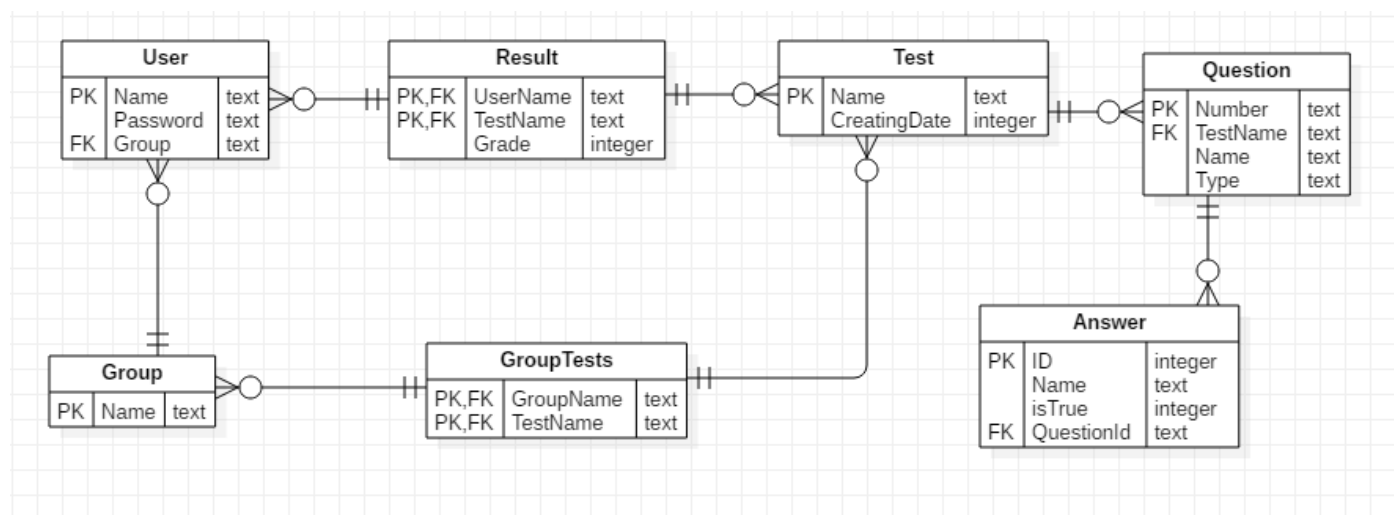 User
PK Name text
Password text
FK Group text
Result
PK,FK UserName text
PK,FK TestName text
Grade integer
Test
PK Name text
CreatingDate integer
Question
PK Number text
FK TestName text
Name text
Type text
Group
PK Name text
GroupTests
PK,FK GroupName text
PK,FK TestName text
Answer
PK ID integer
Name text
isTrue integer
FK QuestionId text